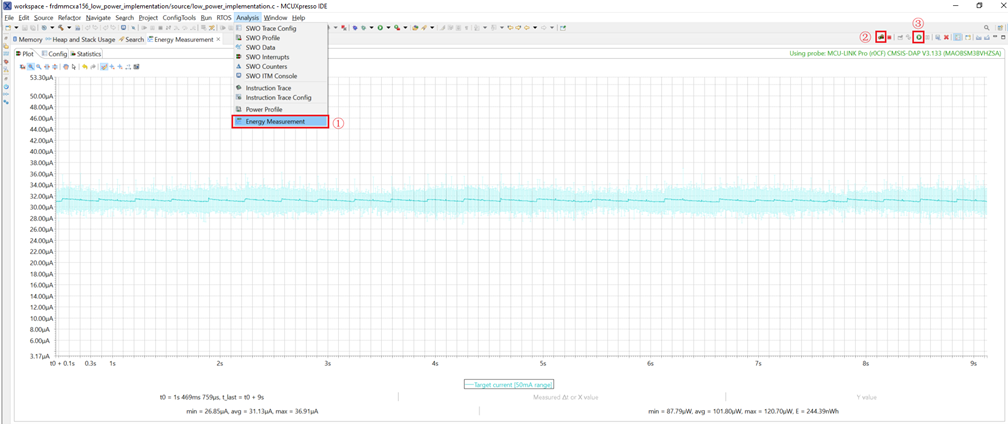 workspace - frdmmcxa156_low_power_implementation/source/low_power_implementation.c - MCUXpresso IDE
File Edit Source Refactor Navigate Search Project ConfigTools Run RTOS Analysis Window Help
SWO Trace Config
SWO Profile
SWO Data
SWO Interrupts
SWO Counters
SWO ITM Console
Instruction Trace
Instruction Trace Config
Power Profile
Energy Measurement
①
②
③
Memory Heap and Stack Usage Search Energy Measurement
Plot Config Statistics
Using probe: MCU-LINK Pro (r0CF) CMSIS-DAP V3.133 (MAOBSM3BVHZSA)
53.30µA
48.00µA
46.00µA
44.00µA
42.00µA
40.00µA
38.00µA
36.00µA
34.00µA
32.00µA
30.00µA
28.00µA
26.00µA
24.00µA
22.00µA
20.00µA
18.00µA
16.00µA
14.00µA
12.00µA
10.00µA
8.00µA
6.00µA
3.17µA
t0 + 0.1s 0.3s 1s 2s 3s 4s 5s 6s 7s 8s 9s
Target current [50mA range]
t0 = 1s 469ms 759µs, t_last = t0 + 9s
Measured Δt or X value
Y value
min = 26.85µA, avg = 31.13µA, max = 36.91µA
min = 87.79µW, avg = 101.80µW, max = 120.70µW, E = 244.39nWh